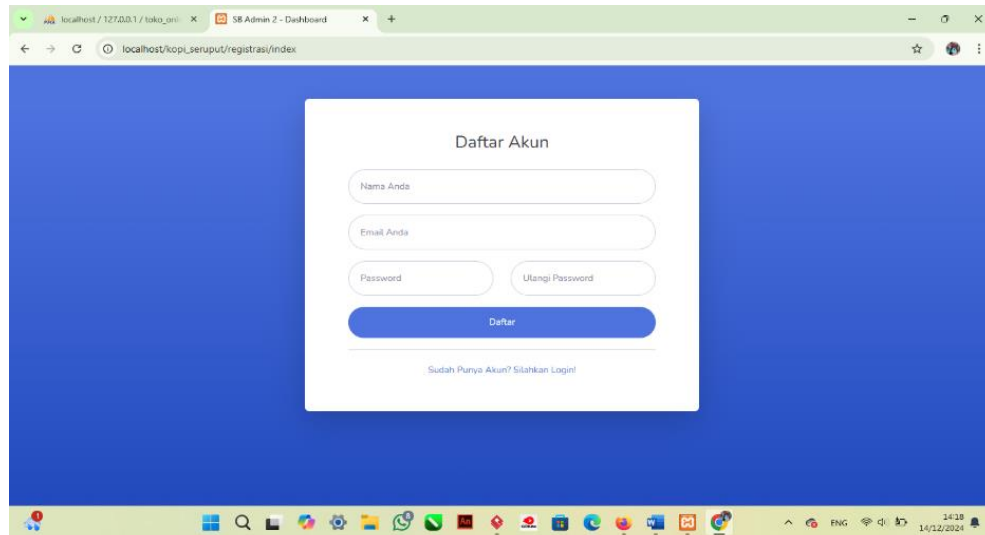 localhost / 127.0.0.1 / toko_onl
SB Admin 2 - Dashboard
localhost/kopi_seruput/registrasi/index
Daftar Akun
Nama Anda
Email Anda
Password
Ulangi Password
Daftar
Sudah Punya Akun? Silahkan Login!
ENG
14:18
14/12/2024